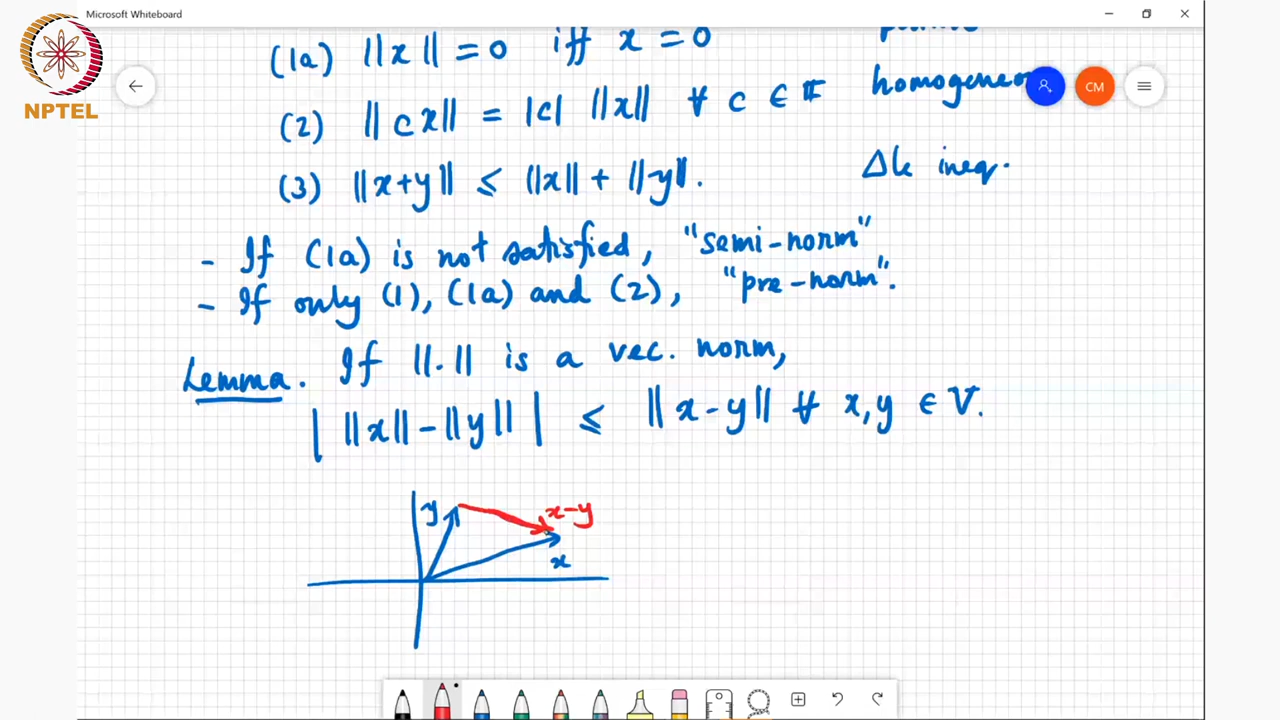 Microsoft Whiteboard
NPTEL
CM
(1a) ||x|| = 0 iff x = 0
(2) ||cx|| = |c| ||x|| ∀ c ∈ F
(3) ||x+y|| ≤ ||x|| + ||y||. Δle ineq.
- If (1a) is not satisfied, "semi-norm"
- If only (1), (1a) and (2), "pre-norm".
Lemma. If ||.|| is a vec. norm,
| ||x|| - ||y|| | ≤ ||x-y|| ∀ x,y ∈ V.
y
x-y
x